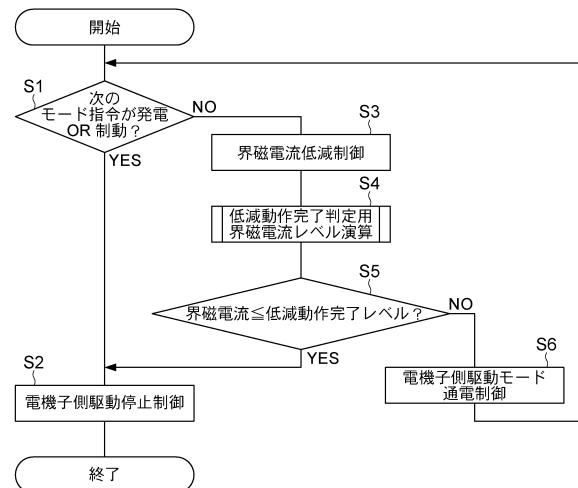 開始
S1
次の
モード指令が発電
OR 制動？
NO
YES
S3
界磁電流低減制御
S4
低減動作完了判定用
界磁電流レベル演算
S5
界磁電流≦低減動作完了レベル？
NO
YES
S2
電機子側駆動停止制御
S6
電機子側駆動モード
通電制御
終了